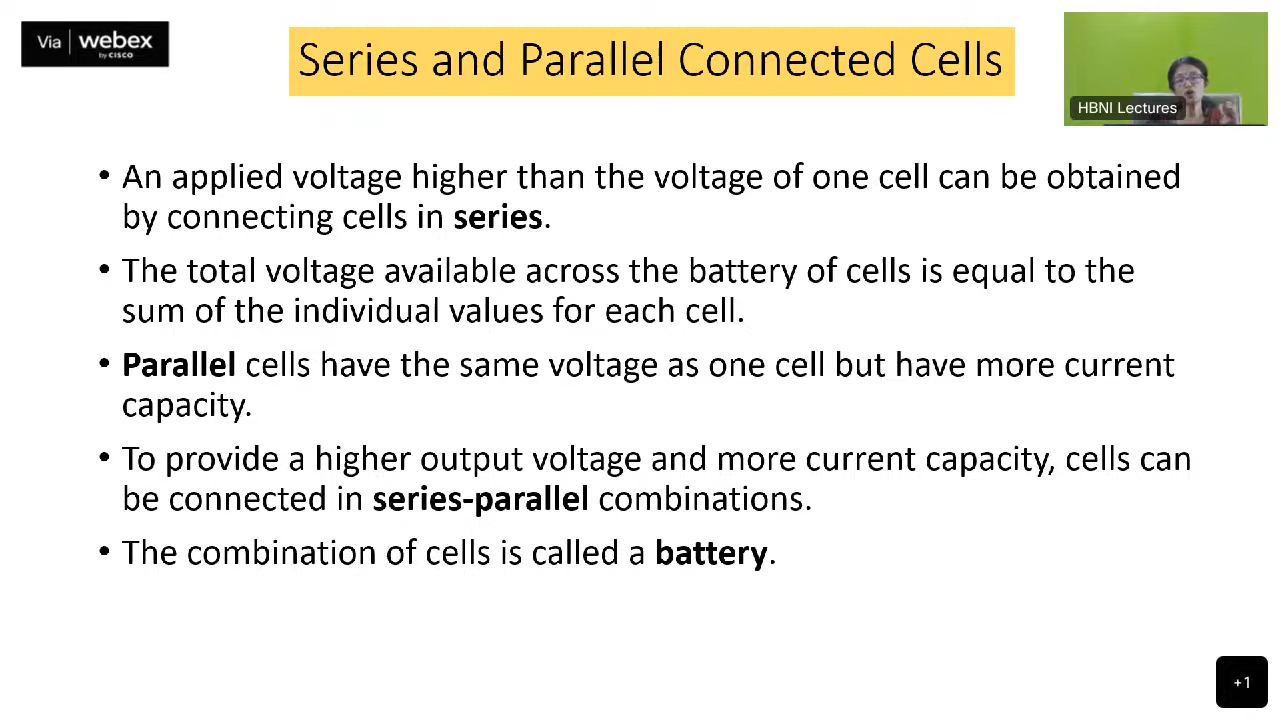 Via webex
by CISCO
Series and Parallel Connected Cells
HBNI Lectures
• An applied voltage higher than the voltage of one cell can be obtained
by connecting cells in series.
• The total voltage available across the battery of cells is equal to the
sum of the individual values for each cell.
• Parallel cells have the same voltage as one cell but have more current
capacity.
• To provide a higher output voltage and more current capacity, cells can
be connected in series-parallel combinations.
• The combination of cells is called a battery.
+1